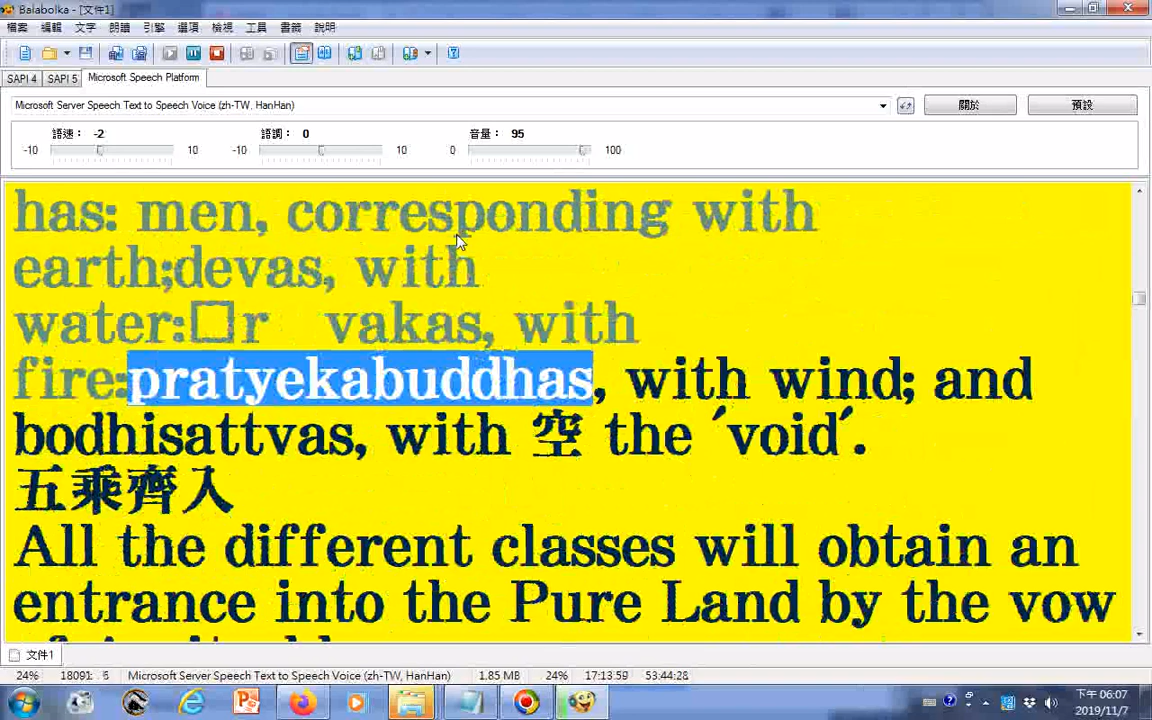 Balabolka - [文件1]
檔案 編輯 文字 朗讀 引擎 選項 檢視 工具 書籤 說明
SAPI 4 SAPI 5 Microsoft Speech Platform
Microsoft Server Speech Text to Speech Voice (zh-TW, HanHan) 關於 預設
語速： -2 語調： 0 音量： 95
-10 10 -10 10 0 100
has: men, corresponding with
earth;devas, with
water:□r vakas, with
fire:pratyekabuddhas, with wind; and
bodhisattvas, with 空 the ′void′.
五乘齊入
All the different classes will obtain an
entrance into the Pure Land by the vow
文件1
24% Microsoft Server Speech Text to Speech Voice (zh-TW, HanHan) 1.85 MB 24% 17:13:59 53:44:28
下午 06:07
2019/11/7